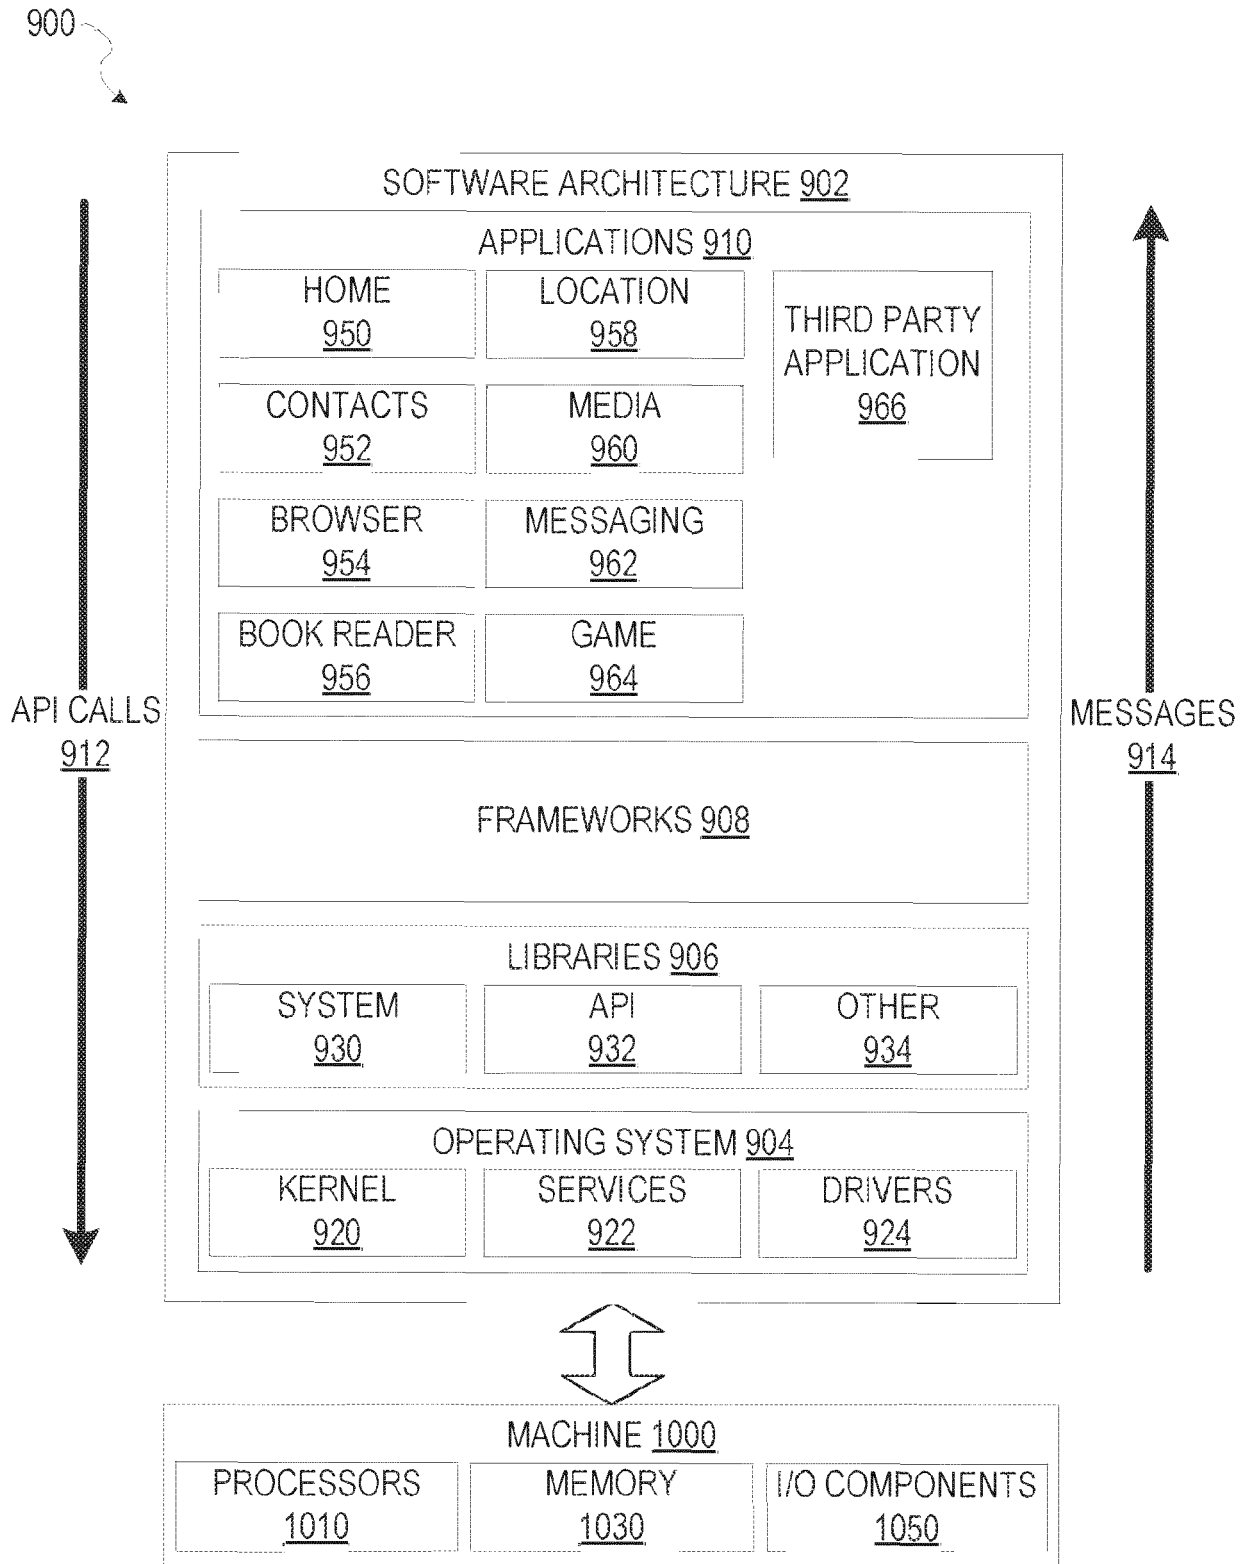 900
SOFTWARE ARCHITECTURE 902
APPLICATIONS 910
HOME
950
LOCATION
958
THIRD PARTY
APPLICATION
966
CONTACTS
952
MEDIA
960
BROWSER
954
MESSAGING
962
BOOK READER
956
GAME
964
API CALLS
912
MESSAGES
914
FRAMEWORKS 908
LIBRARIES 906
SYSTEM
930
API
932
OTHER
934
OPERATING SYSTEM 904
KERNEL
920
SERVICES
922
DRIVERS
924
MACHINE 1000
PROCESSORS
1010
MEMORY
1030
I/O COMPONENTS
1050